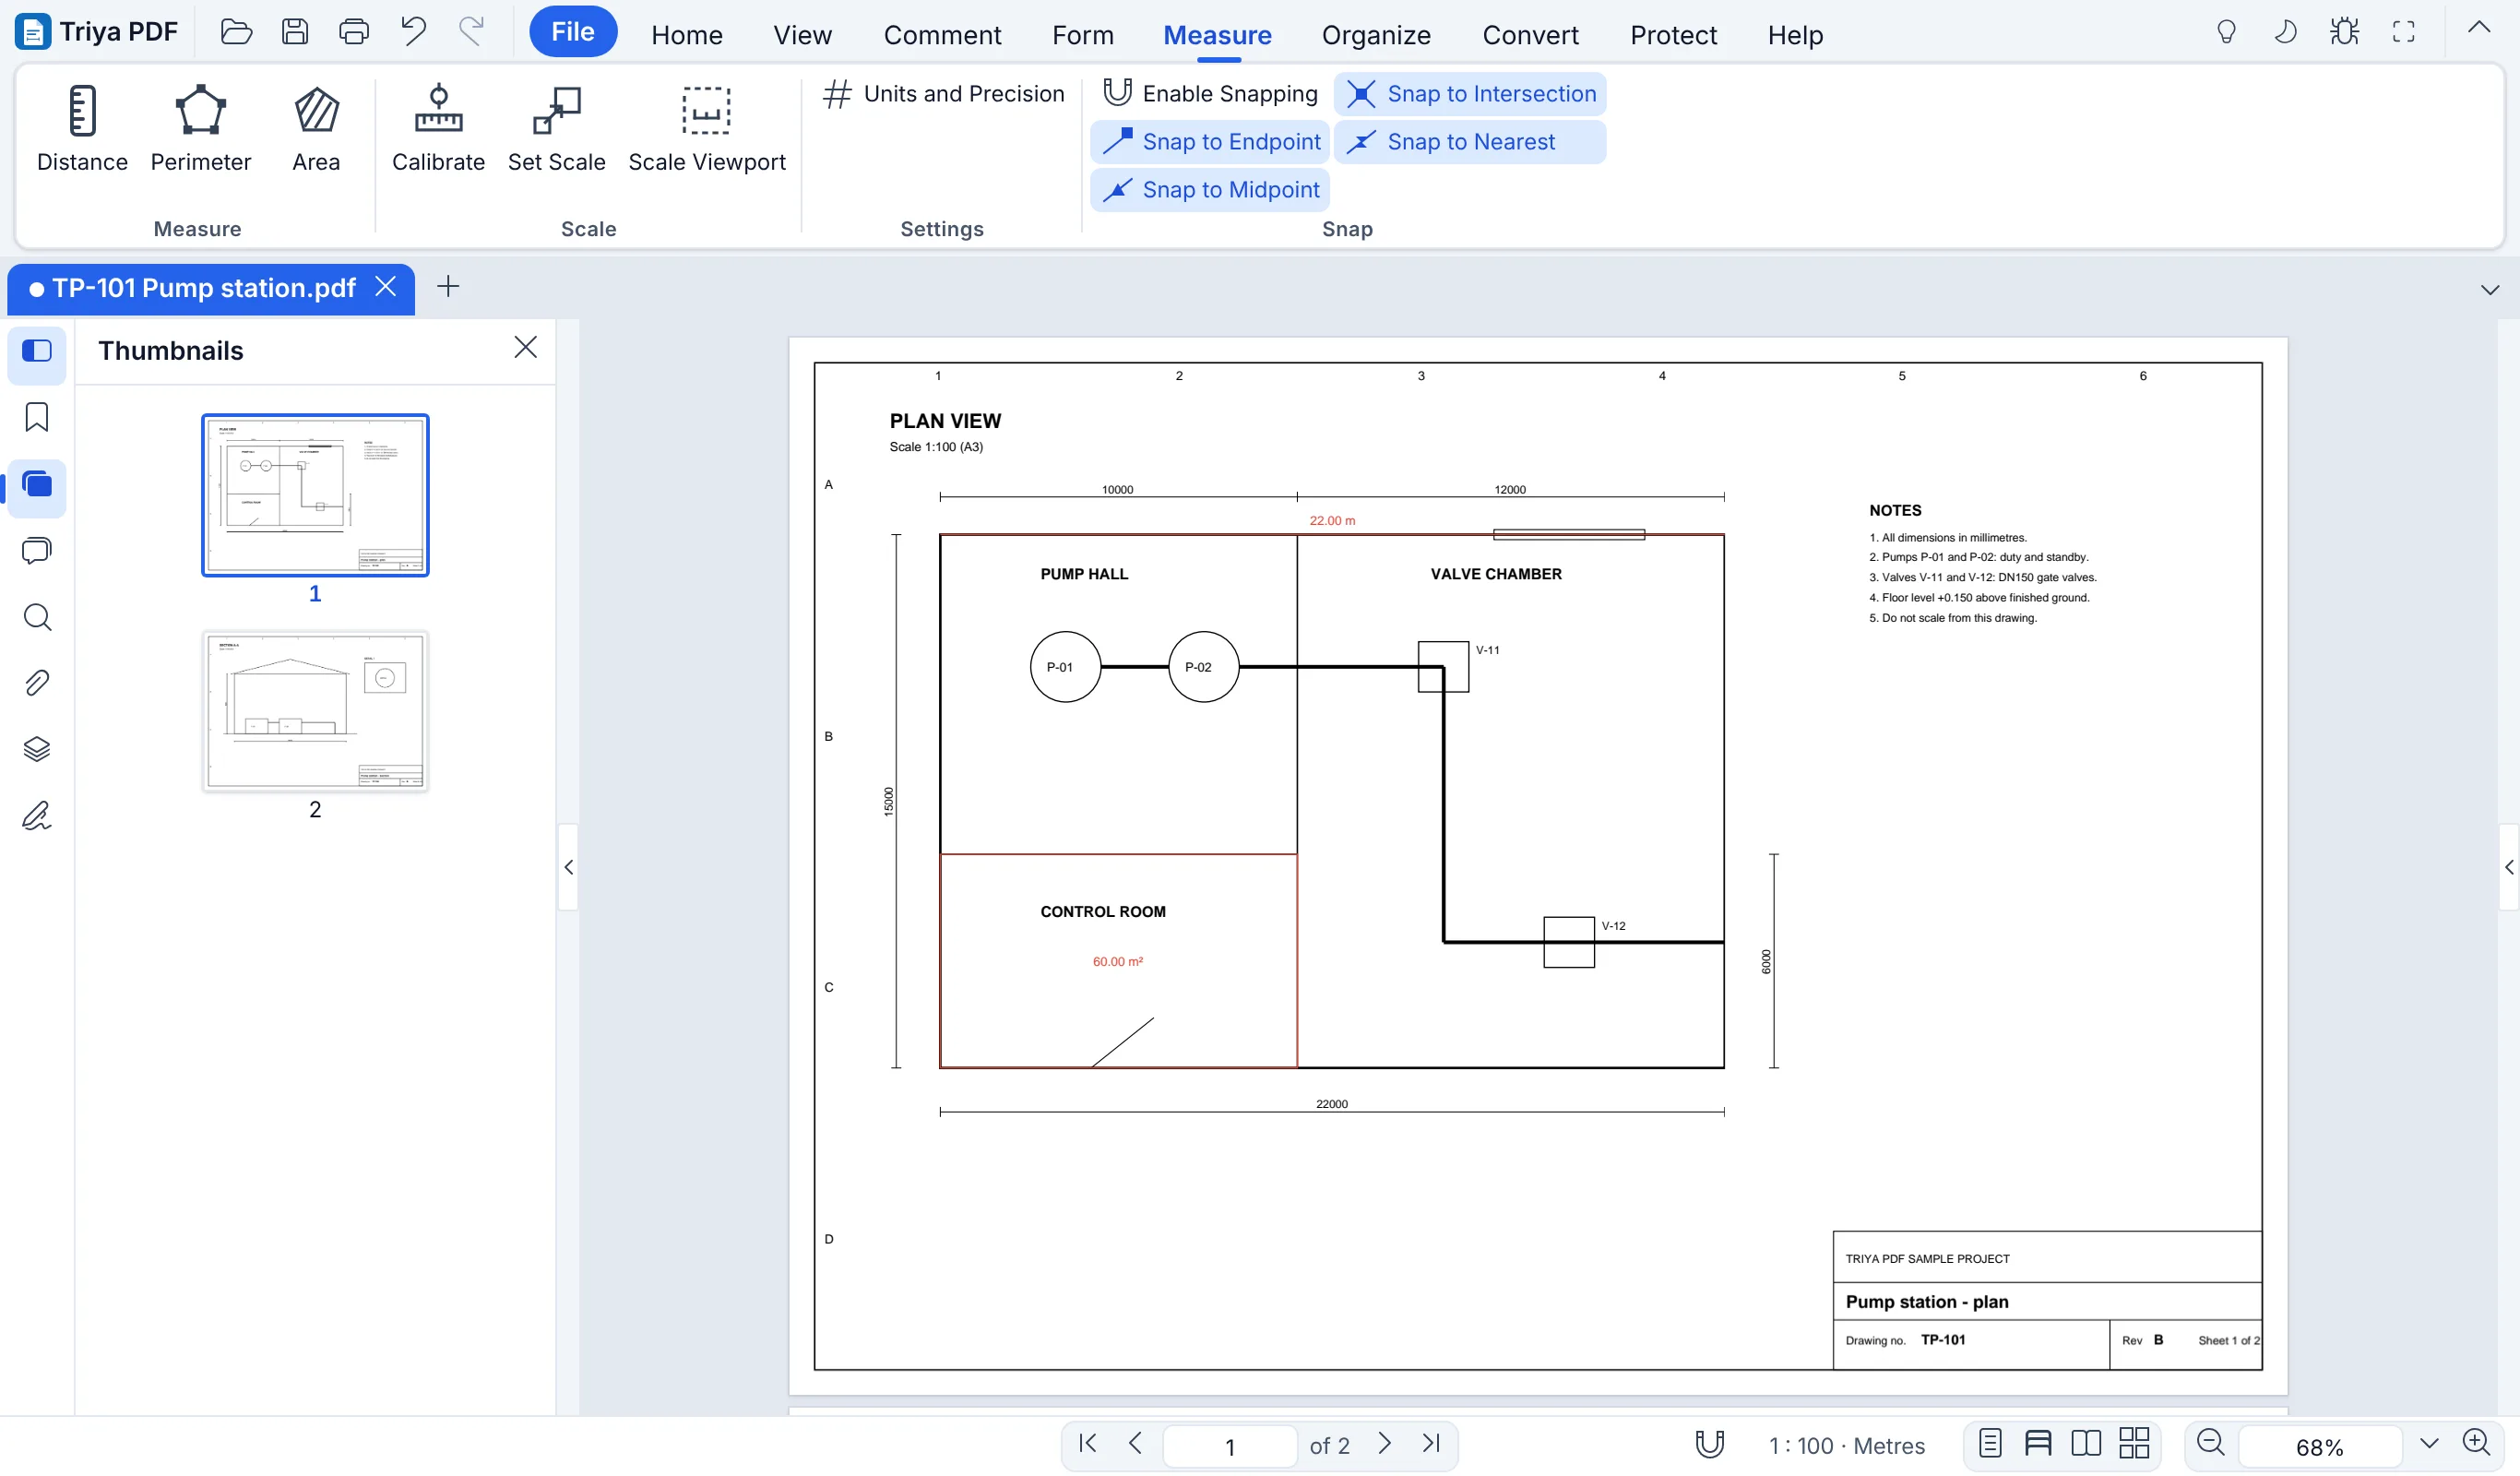 Triya PDF
File Home View Comment Form Measure Organize Convert Protect Help
Distance Perimeter Area
Measure
Calibrate Set Scale Scale Viewport
Scale
Units and Precision
Settings
Enable Snapping Snap to Intersection
Snap to Endpoint Snap to Nearest
Snap to Midpoint
Snap
TP-101 Pump station.pdf
Thumbnails
1
2
1 2 3 4 5 6
PLAN VIEW
Scale 1:100 (A3)
A
B
C
D
10000 12000
22.00 m
PUMP HALL VALVE CHAMBER
P-01 P-02 V-11
15000
CONTROL ROOM
60.00 m²
V-12
6000
22000
NOTES
1. All dimensions in millimetres.
2. Pumps P-01 and P-02: duty and standby.
3. Valves V-11 and V-12: DN150 gate valves.
4. Floor level +0.150 above finished ground.
5. Do not scale from this drawing.
TRIYA PDF SAMPLE PROJECT
Pump station - plan
Drawing no. TP-101 Rev B Sheet 1 of 2
1 of 2
1 : 100 · Metres
68%